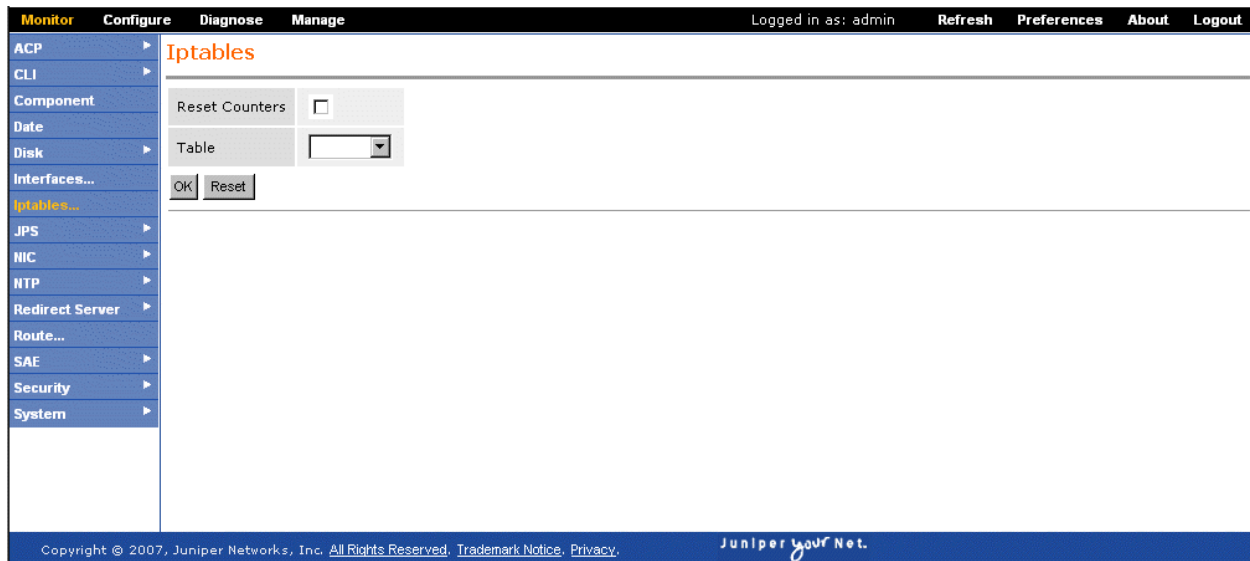 Monitor Configure Diagnose Manage Logged in as: admin Refresh Preferences About Logout
ACP
CLI
Component
Date
Disk
Interfaces...
Iptables...
JPS
NIC
NTP
Redirect Server
Route...
SAE
Security
System
Iptables
Reset Counters
Table
OK Reset
Copyright © 2007, Juniper Networks, Inc. All Rights Reserved. Trademark Notice. Privacy.
Juniper your Net.